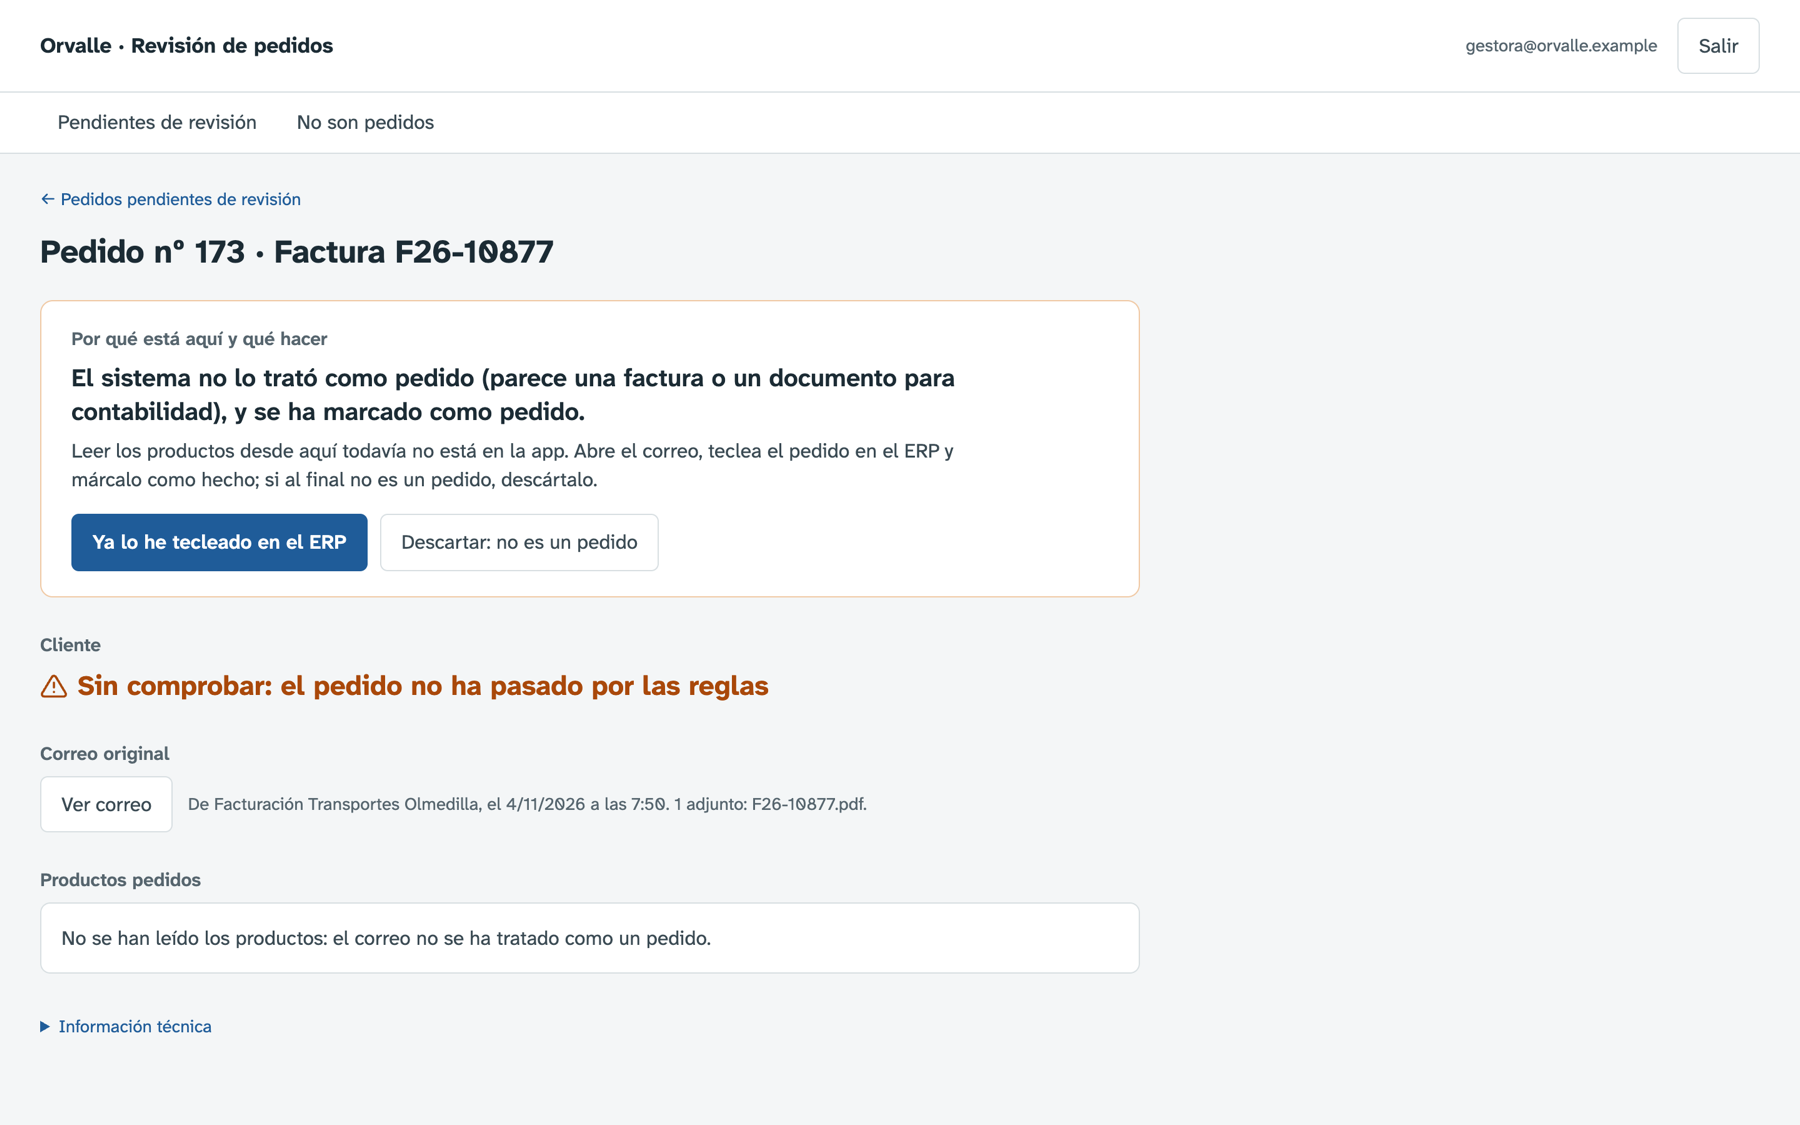 Orvalle · Revisión de pedidos
gestora@orvalle.example
Salir
Pendientes de revisión
No son pedidos
← Pedidos pendientes de revisión
Pedido nº 173 · Factura F26-10877
Por qué está aquí y qué hacer
El sistema no lo trató como pedido (parece una factura o un documento para
contabilidad), y se ha marcado como pedido.
Leer los productos desde aquí todavía no está en la app. Abre el correo, teclea el pedido en el ERP y
márcalo como hecho; si al final no es un pedido, descártalo.
Ya lo he tecleado en el ERP
Descartar: no es un pedido
Cliente
Sin comprobar: el pedido no ha pasado por las reglas
Correo original
Ver correo
De Facturación Transportes Olmedilla, el 4/11/2026 a las 7:50. 1 adjunto: F26-10877.pdf.
Productos pedidos
No se han leído los productos: el correo no se ha tratado como un pedido.
Información técnica